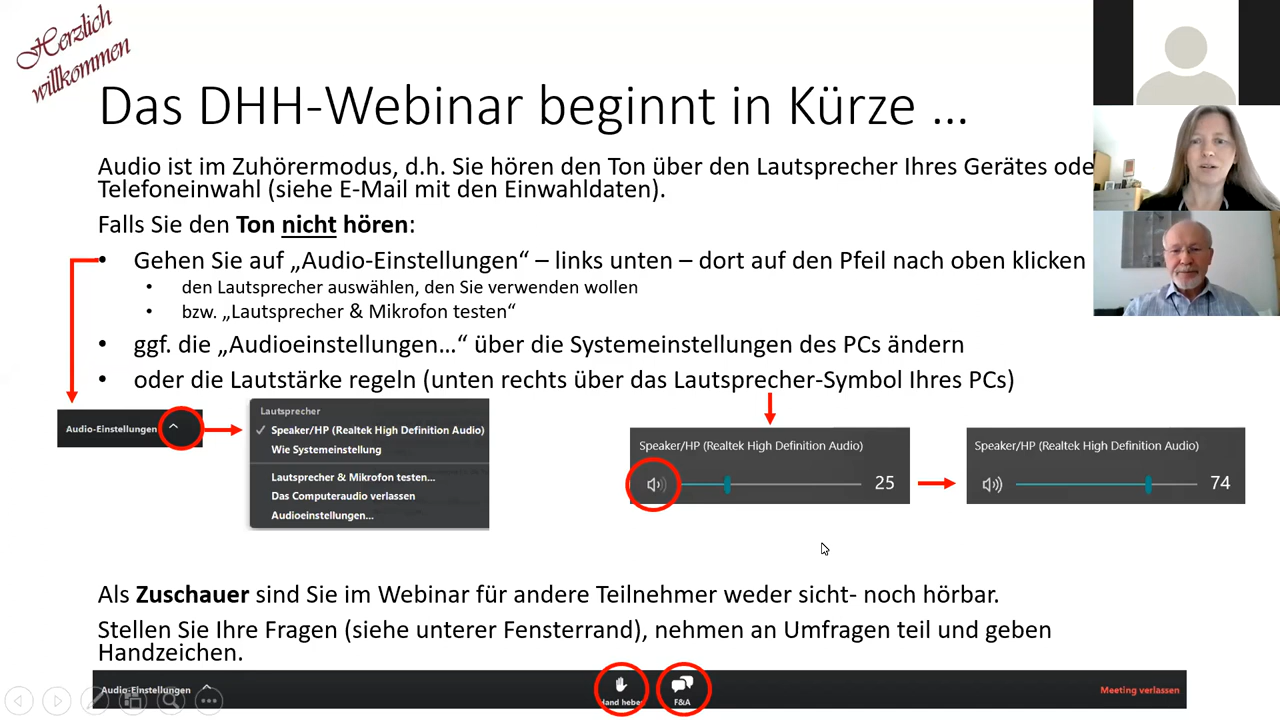 Herzlich
willkommen
Das DHH-Webinar beginnt in Kürze ...
Audio ist im Zuhörermodus, d.h. Sie hören den Ton über den Lautsprecher Ihres Gerätes ode
Telefoneinwahl (siehe E-Mail mit den Einwahldaten).
Falls Sie den Ton nicht hören:
• Gehen Sie auf „Audio-Einstellungen“ – links unten – dort auf den Pfeil nach oben klicken
• den Lautsprecher auswählen, den Sie verwenden wollen
• bzw. „Lautsprecher & Mikrofon testen“
• ggf. die „Audioeinstellungen…“ über die Systemeinstellungen des PCs ändern
• oder die Lautstärke regeln (unten rechts über das Lautsprecher-Symbol Ihres PCs)
Audio-Einstellungen
Lautsprecher
Speaker/HP (Realtek High Definition Audio)
Wie Systemeinstellung
Lautsprecher & Mikrofon testen...
Das Computeraudio verlassen
Audioeinstellungen...
Speaker/HP (Realtek High Definition Audio)
25
Speaker/HP (Realtek High Definition Audio)
74
Als Zuschauer sind Sie im Webinar für andere Teilnehmer weder sicht- noch hörbar.
Stellen Sie Ihre Fragen (siehe unterer Fensterrand), nehmen an Umfragen teil und geben
Handzeichen.
Audio-Einstellungen
Hand heben
F&A
Meeting verlassen